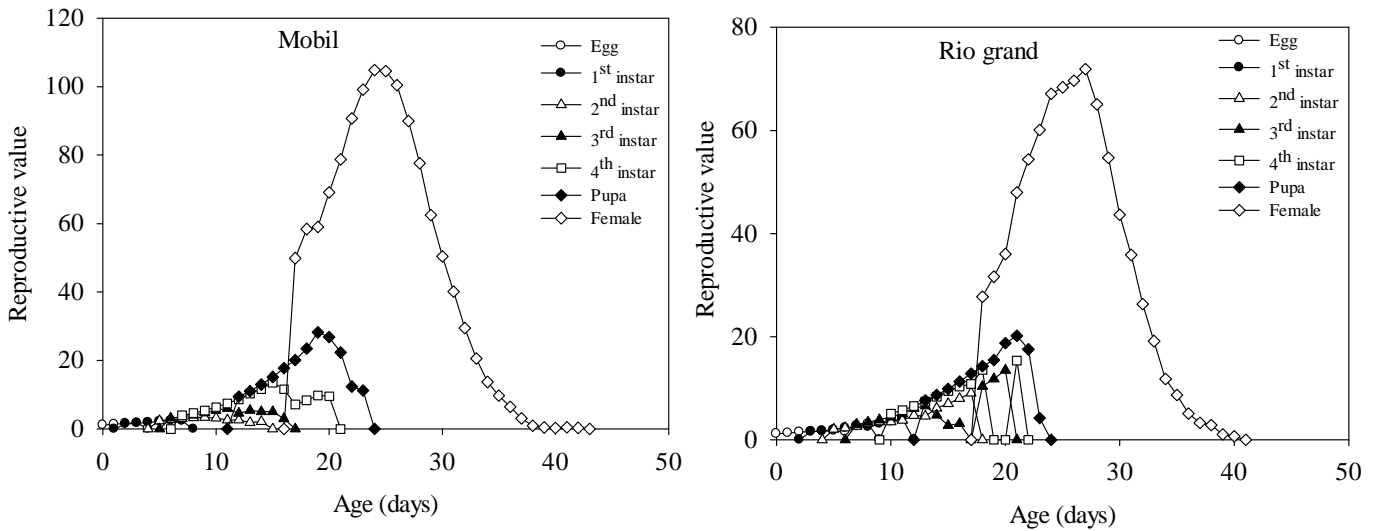 Mobil
Egg
1st instar
2nd instar
3rd instar
4th instar
Pupa
Female
Reproductive value
120
100
80
60
40
20
0
0 10 20 30 40 50
Age (days)
Rio grand
Egg
1st instar
2nd instar
3rd instar
4th instar
Pupa
Female
Reproductive value
80
60
40
20
0
0 10 20 30 40 50
Age (days)